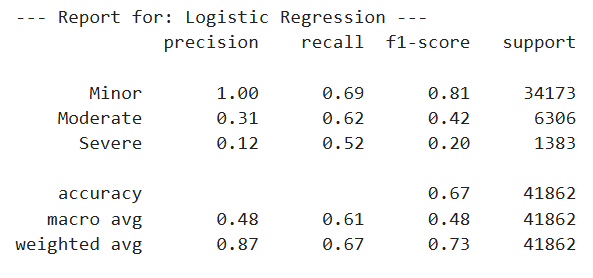 --- Report for: Logistic Regression ---
precision recall f1-score support
Minor 1.00 0.69 0.81 34173
Moderate 0.31 0.62 0.42 6306
Severe 0.12 0.52 0.20 1383
accuracy 0.67 41862
macro avg 0.48 0.61 0.48 41862
weighted avg 0.87 0.67 0.73 41862